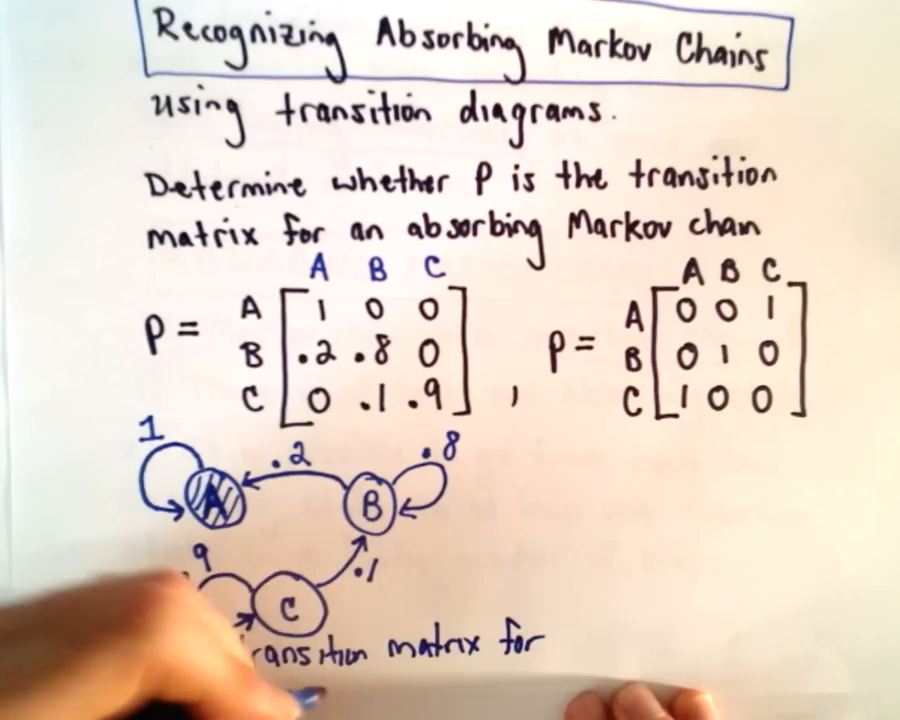 Recognizing Absorbing Markov Chains
using transition diagrams.
Determine whether P is the transition
matrix for an absorbing Markov chain
A B C A B C
P = A [ 1 0 0 ] , P = A [ 0 0 1 ]
B [ .2 .8 0 ] B [ 0 1 0 ]
C [ 0 .1 .9 ] C [ 1 0 0 ]
1 .2 .8
A B
9 .1
C
matrix for